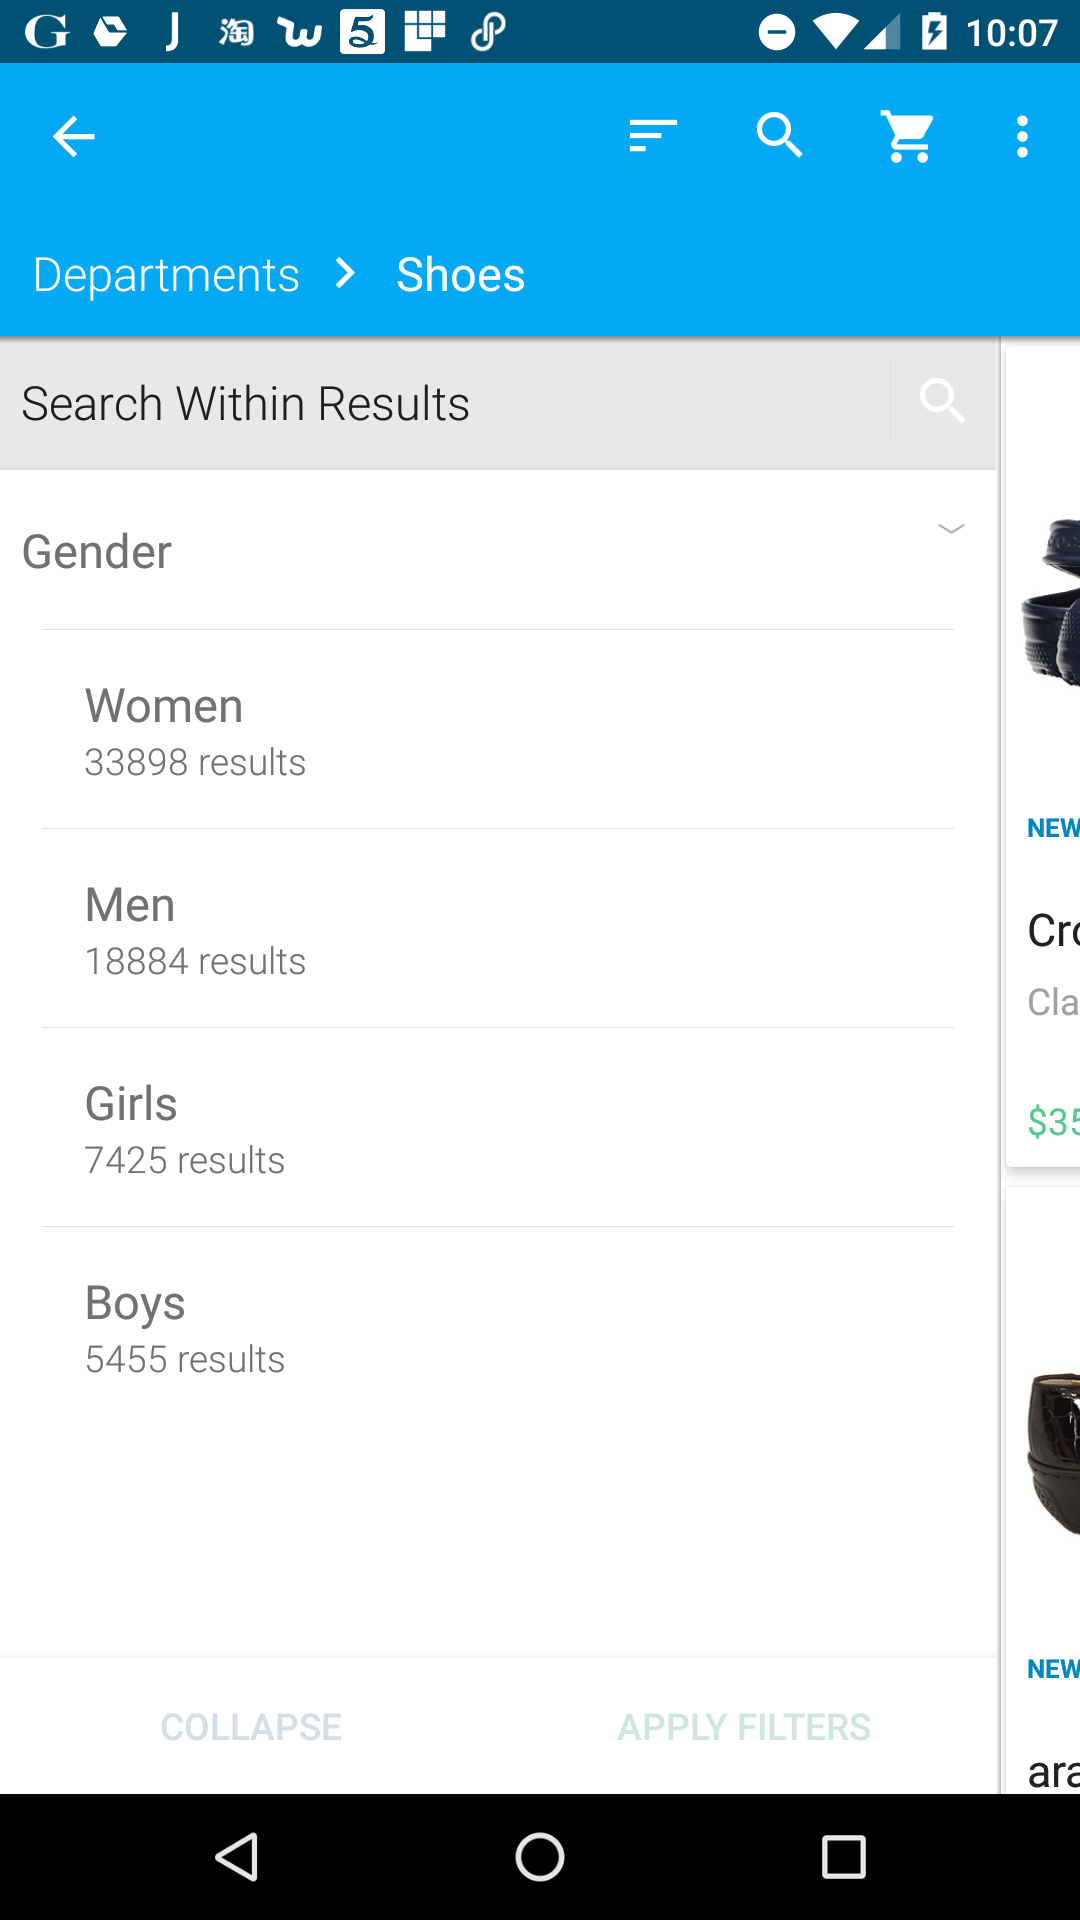 10:07
Departments Shoes
Search Within Results
Gender
Women
33898 results
Men
18884 results
Girls
7425 results
Boys
5455 results
COLLAPSE APPLY FILTERS
NEW
Cro
Cla
$35
NEW
ara